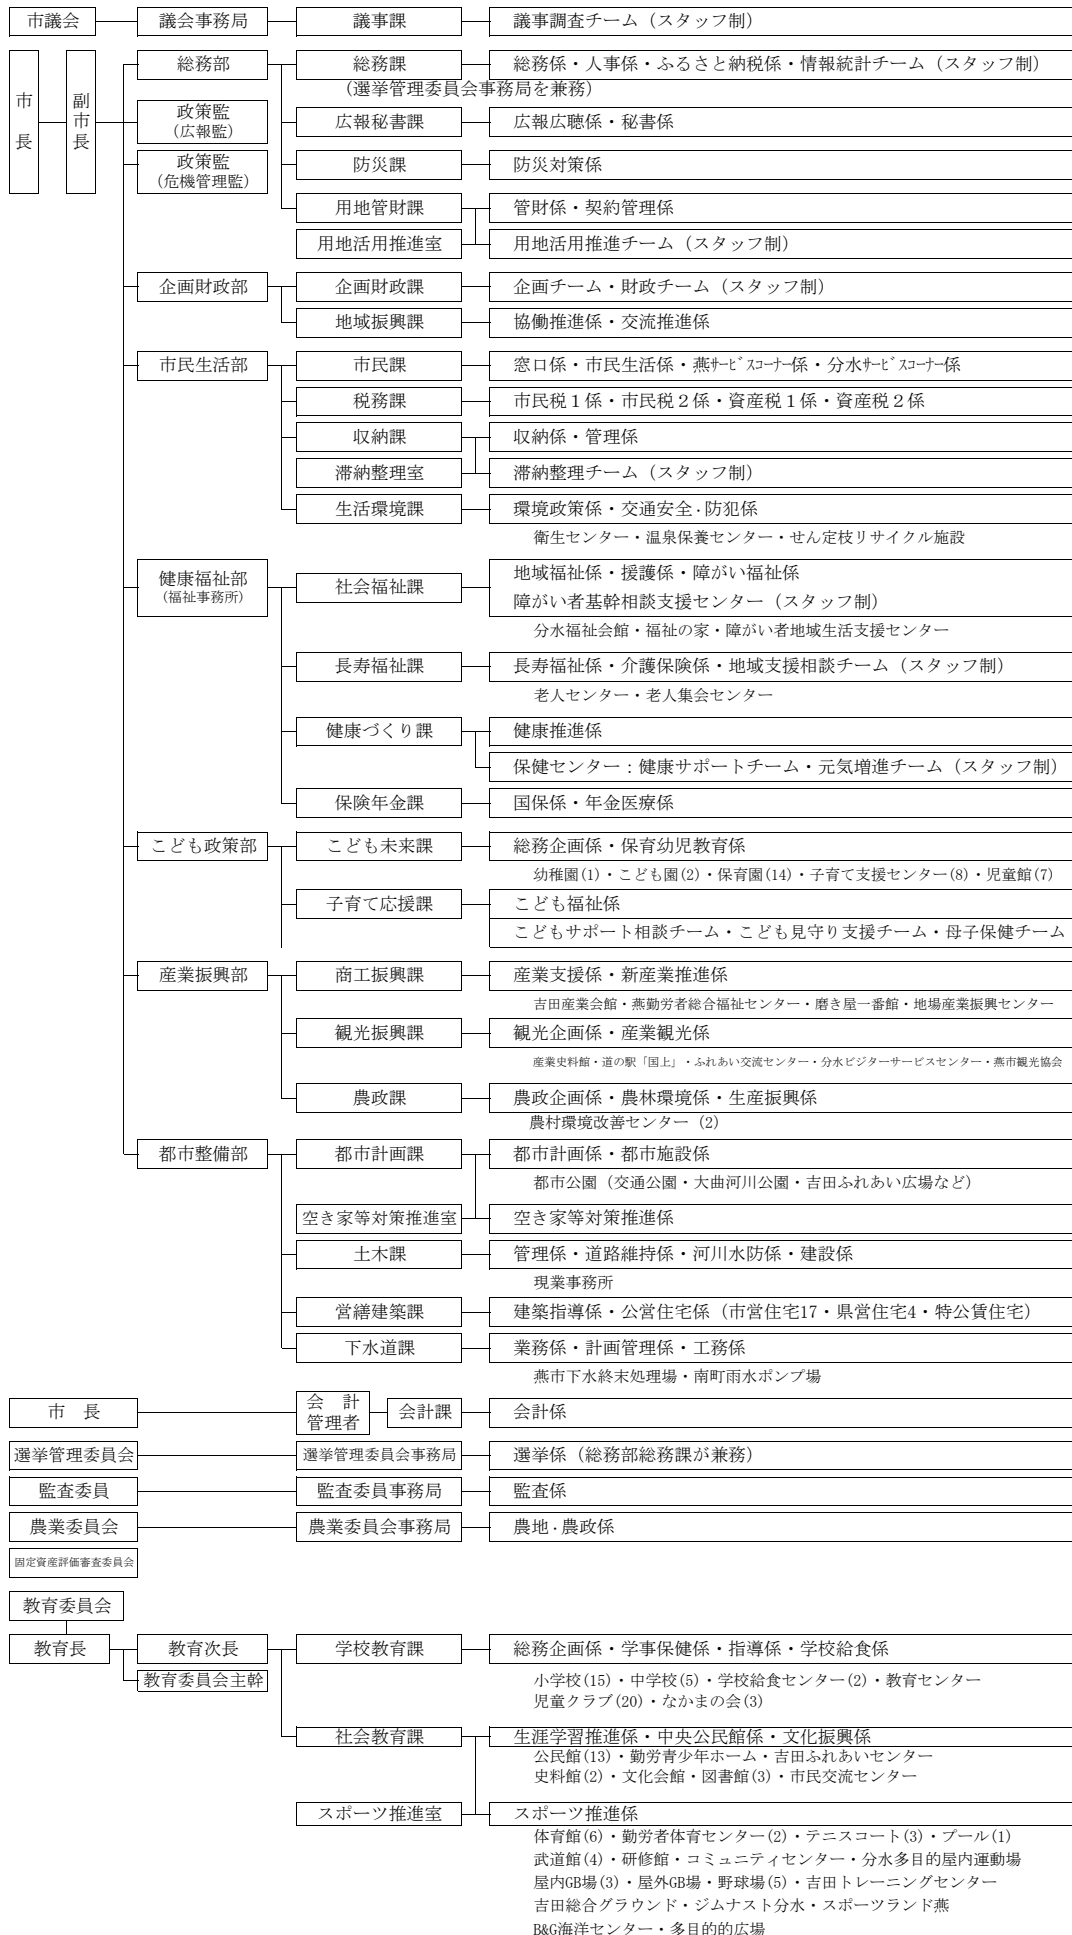 市議会 議会事務局 議事課 議事調査チーム（スタッフ制）
市長 副市長 総務部 総務課 総務係・人事係・ふるさと納税係・情報統計チーム（スタッフ制）
（選挙管理委員会事務局を兼務）
政策監
（広報監）
広報秘書課 広報広聴係・秘書係
政策監
（危機管理監）
防災課 防災対策係
用地管財課 管財係・契約管理係
用地活用推進室 用地活用推進チーム（スタッフ制）
企画財政部 企画財政課 企画チーム・財政チーム（スタッフ制）
地域振興課 協働推進係・交流推進係
市民生活部 市民課 窓口係・市民生活係・燕ｻｰﾋﾞｽｺｰﾅｰ係・分水ｻｰﾋﾞｽｺｰﾅｰ係
税務課 市民税１係・市民税２係・資産税１係・資産税２係
収納課 収納係・管理係
滞納整理室 滞納整理チーム（スタッフ制）
生活環境課 環境政策係・交通安全・防犯係
衛生センター・温泉保養センター・せん定枝リサイクル施設
健康福祉部
（福祉事務所）
社会福祉課 地域福祉係・援護係・障がい福祉係
障がい者基幹相談支援センター（スタッフ制）
分水福祉会館・福祉の家・障がい者地域生活支援センター
長寿福祉課 長寿福祉係・介護保険係・地域支援相談チーム（スタッフ制）
老人センター・老人集会センター
健康づくり課 健康推進係
保健センター：健康サポートチーム・元気増進チーム（スタッフ制）
保険年金課 国保係・年金医療係
こども政策部 こども未来課 総務企画係・保育幼児教育係
幼稚園(1)・こども園(2)・保育園(14)・子育て支援センター(8)・児童館(7)
子育て応援課 こども福祉係
こどもサポート相談チーム・こども見守り支援チーム・母子保健チーム
産業振興部 商工振興課 産業支援係・新産業推進係
吉田産業会館・燕勤労者総合福祉センター・磨き屋一番館・地場産業振興センター
観光振興課 観光企画係・産業観光係
産業史料館・道の駅「国上」・ふれあい交流センター・分水ビジターサービスセンター・燕市観光協会
農政課 農政企画係・農林環境係・生産振興係
農村環境改善センター（2）
都市整備部 都市計画課 都市計画係・都市施設係
都市公園（交通公園・大曲河川公園・吉田ふれあい広場など）
空き家等対策推進室 空き家等対策推進係
土木課 管理係・道路維持係・河川水防係・建設係
現業事務所
営繕建築課 建築指導係・公営住宅係（市営住宅17・県営住宅4・特公賃住宅）
下水道課 業務係・計画管理係・工務係
燕市下水終末処理場・南町雨水ポンプ場
市　長 会　計
管理者 会計課 会計係
選挙管理委員会 選挙管理委員会事務局 選挙係（総務部総務課が兼務）
監査委員 監査委員事務局 監査係
農業委員会 農業委員会事務局 農地・農政係
固定資産評価審査委員会
教育委員会
教育長 教育次長 学校教育課 総務企画係・学事保健係・指導係・学校給食係
教育委員会主幹 小学校(15)・中学校(5)・学校給食センター(2)・教育センター
児童クラブ(20)・なかまの会(3)
社会教育課 生涯学習推進係・中央公民館係・文化振興係
公民館(13)・勤労青少年ホーム・吉田ふれあいセンター
史料館(2)・文化会館・図書館(3)・市民交流センター
スポーツ推進室 スポーツ推進係
体育館(6)・勤労者体育センター(2)・テニスコート(3)・プール(1)
武道館(4)・研修館・コミュニティセンター・分水多目的屋内運動場
屋内GB場(3)・屋外GB場・野球場(5)・吉田トレーニングセンター
吉田総合グラウンド・ジムナスト分水・スポーツランド燕
B&G海洋センター・多目的的広場